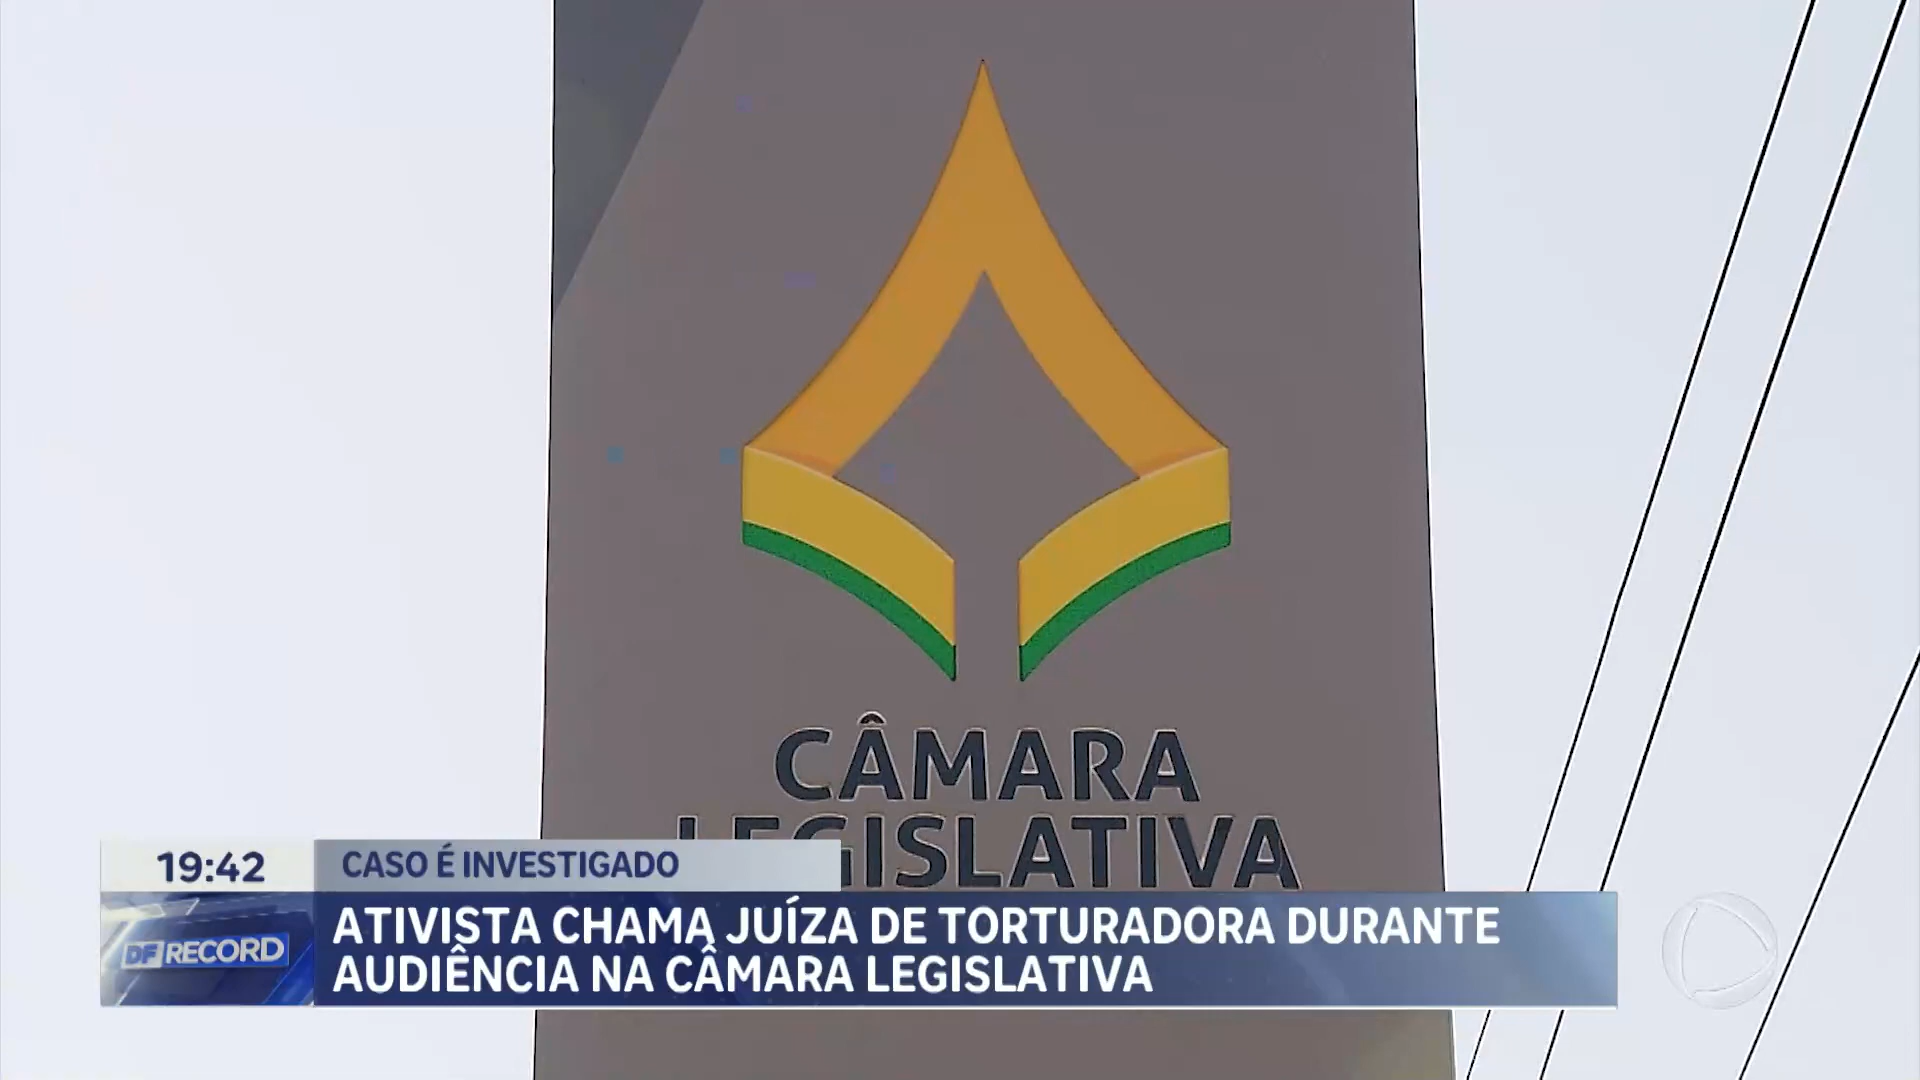 CÂMARA
LEGISLATIVA
19:42
CASO É INVESTIGADO
DF RECORD
ATIVISTA CHAMA JUÍZA DE TORTURADORA DURANTE
AUDIÊNCIA NA CÂMARA LEGISLATIVA